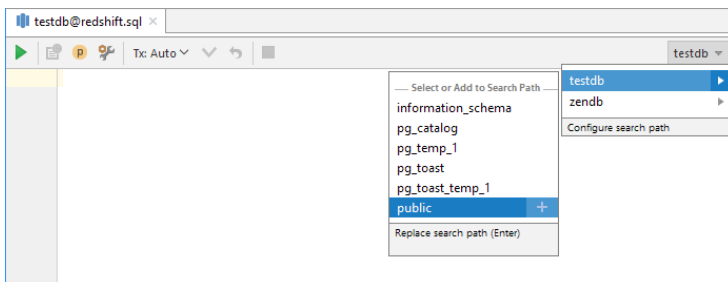 testdb@redshift.sql
Tx: Auto
testdb
Select or Add to Search Path
information_schema
pg_catalog
pg_temp_1
pg_toast
pg_toast_temp_1
public
Replace search path (Enter)
testdb
zendb
Configure search path